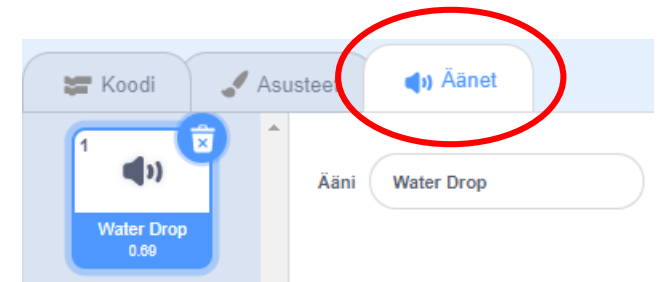 Koodi
Asusteet
Äänet
1
Water Drop
0.69
Ääni
Water Drop